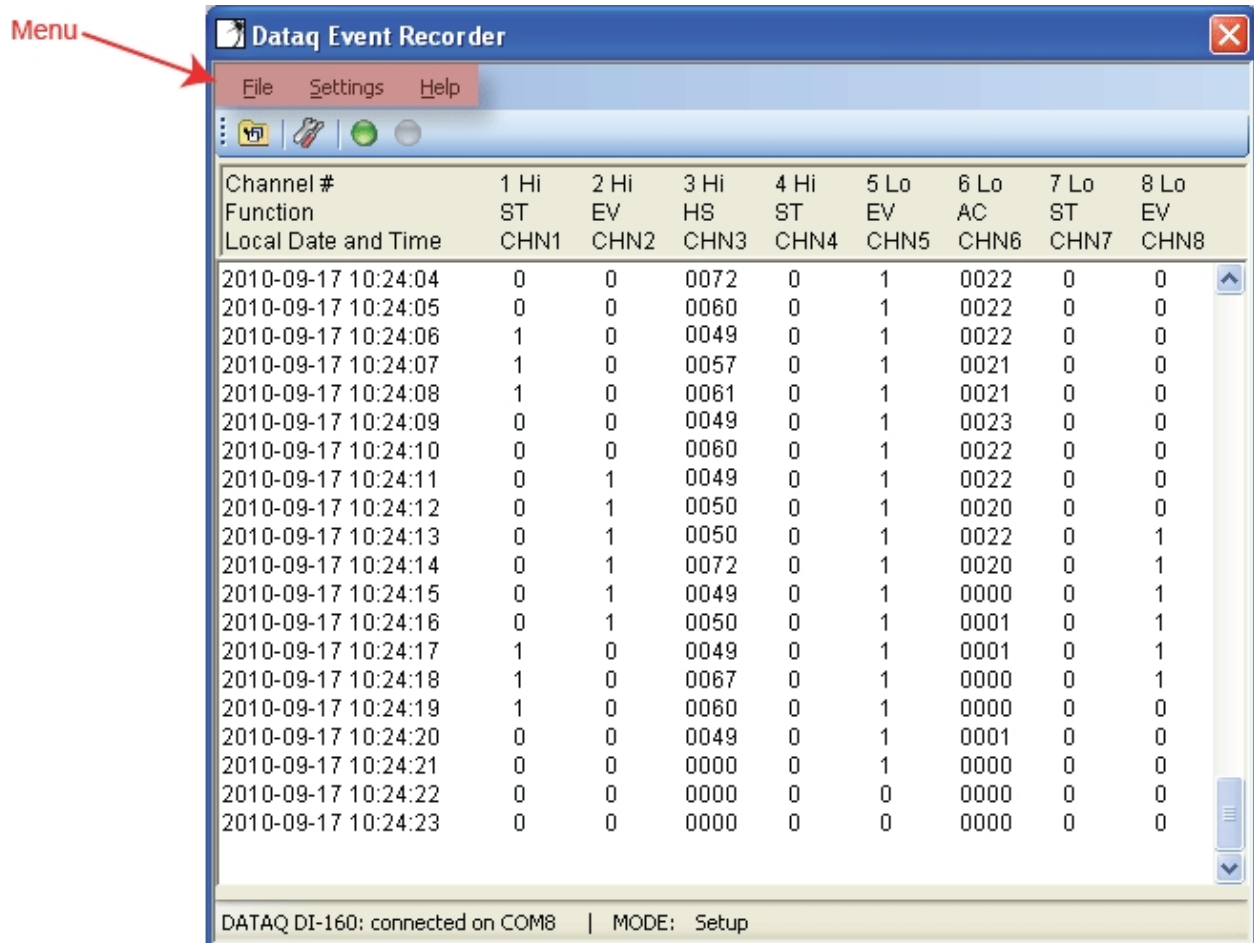 Menu
Dataq Event Recorder
File Settings Help
Channel # 1 Hi 2 Hi 3 Hi 4 Hi 5 Lo 6 Lo 7 Lo 8 Lo
Function ST EV HS ST EV AC ST EV
Local Date and Time CHN1 CHN2 CHN3 CHN4 CHN5 CHN6 CHN7 CHN8
2010-09-17 10:24:04 0 0 0072 0 1 0022 0 0
2010-09-17 10:24:05 0 0 0060 0 1 0022 0 0
2010-09-17 10:24:06 1 0 0049 0 1 0022 0 0
2010-09-17 10:24:07 1 0 0057 0 1 0021 0 0
2010-09-17 10:24:08 1 0 0061 0 1 0021 0 0
2010-09-17 10:24:09 0 0 0049 0 1 0023 0 0
2010-09-17 10:24:10 0 0 0060 0 1 0022 0 0
2010-09-17 10:24:11 0 1 0049 0 1 0022 0 0
2010-09-17 10:24:12 0 1 0050 0 1 0020 0 0
2010-09-17 10:24:13 0 1 0050 0 1 0022 0 1
2010-09-17 10:24:14 0 1 0072 0 1 0020 0 1
2010-09-17 10:24:15 0 1 0049 0 1 0000 0 1
2010-09-17 10:24:16 0 1 0050 0 1 0001 0 1
2010-09-17 10:24:17 1 0 0049 0 1 0001 0 1
2010-09-17 10:24:18 1 0 0067 0 1 0000 0 1
2010-09-17 10:24:19 1 0 0060 0 1 0000 0 0
2010-09-17 10:24:20 0 0 0049 0 1 0001 0 0
2010-09-17 10:24:21 0 0 0000 0 1 0000 0 0
2010-09-17 10:24:22 0 0 0000 0 0 0000 0 0
2010-09-17 10:24:23 0 0 0000 0 0 0000 0 0
DATAQ DI-160: connected on COM8 | MODE: Setup